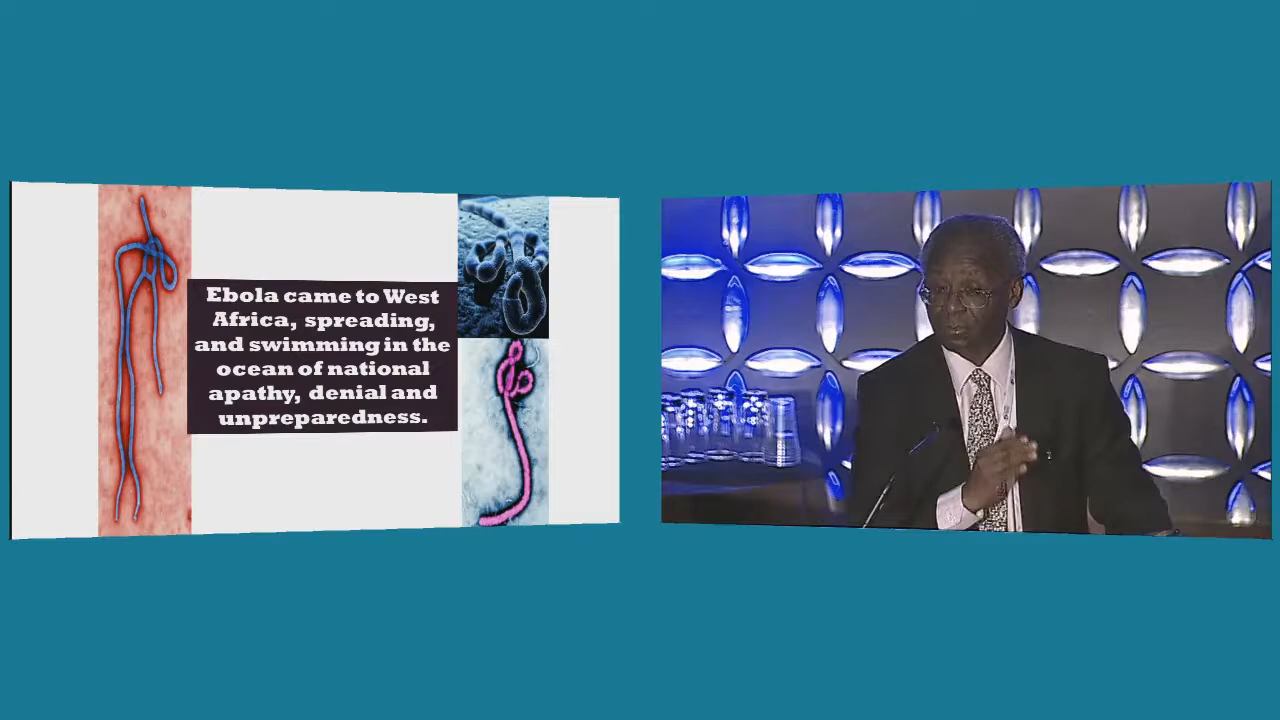 Ebola came to West
Africa, spreading,
and swimming in the
ocean of national
apathy, denial and
unpreparedness.